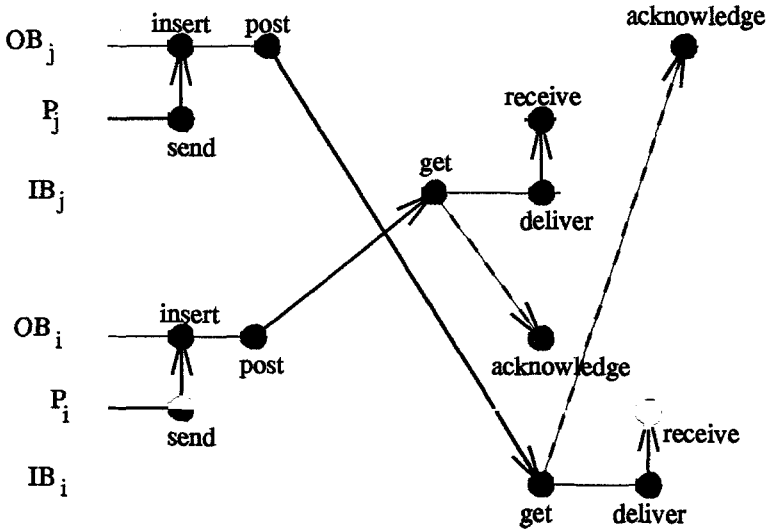 insert
acknowledge
OB j
post
P j
receive
send
get
IB j
deliver
insert
OB i
post
acknowledge
P i
send
receive
IB i
get
deliver